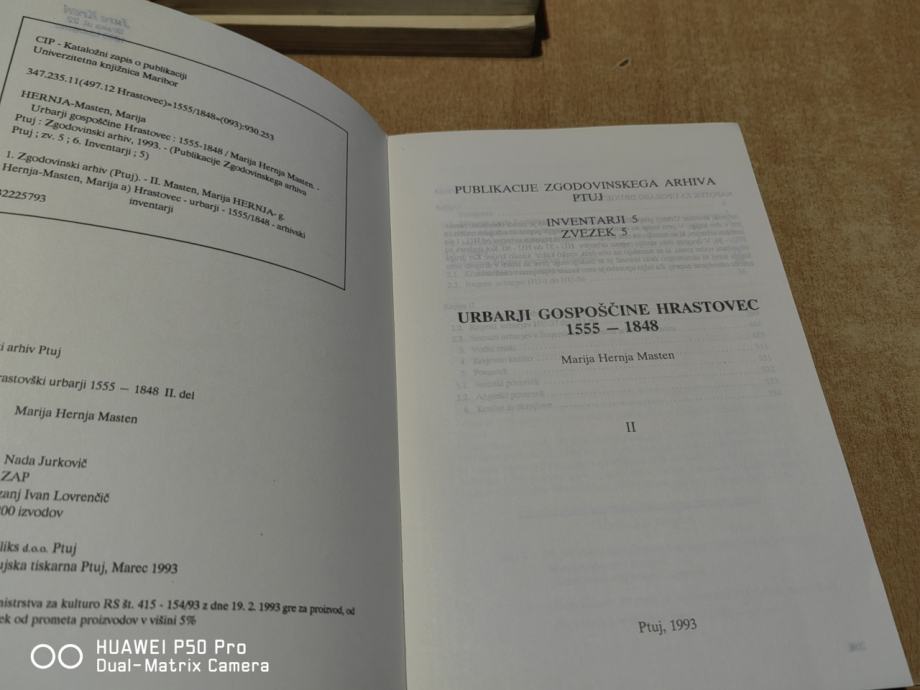 CIP - Kataložni zapis o publikaciji
Univerzitetna knjižnica Maribor
347.235.11(497.12 Hrastovec)»1555/1848»(093):930.253
HERNJA-Masten, Marija
Urbarji gospoščine Hrastovec : 1555-1848 / Marija Hernja Masten. -
Ptuj : Zgodovinski arhiv, 1993. - (Publikacije Zgodovinskega arhiva
Ptuj ; zv. 5 ; 6. Inventarji ; 5)
1. Zgodovinski arhiv (Ptuj). - II. Masten, Marija HERNJA- g.
Hernja-Masten, Marija a) Hrastovec - urbarji - 1555/1848 - arhivski
inventarji
32225793
arhiv Ptuj
urbarji 1555 — 1848 II. del
Marija Hernja Masten
Nada Jurkovič
ZAP
Ivan Lovrenčič
izvodov
d.o.o. Ptuj
tiskarna Ptuj, Marec 1993
za kulturo RS št. 415 - 154/93 z dne 19. 2. 1993 gre za proizvod, od
od prometa proizvodov v višini 5%
PUBLIKACIJE ZGODOVINSKEGA ARHIVA
PTUJ
INVENTARJI 5
ZVEZEK 5
URBARJI GOSPOŠČINE HRASTOVEC
1555 — 1848
Marija Hernja Masten
II
Ptuj, 1993
HUAWEI P50 Pro
Dual-Matrix Camera